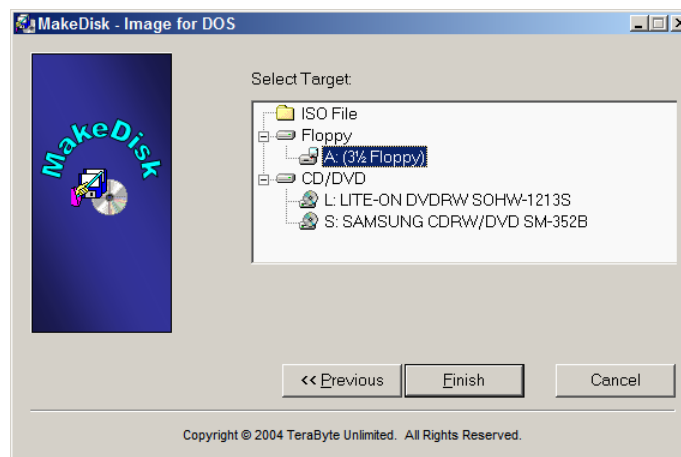 MakeDisk - Image for DOS
MakeDisk
Select Target:
ISO File
Floppy
A: (3½ Floppy)
CD/DVD
L: LITE-ON DVDRW SOHW-1213S
S: SAMSUNG CDRW/DVD SM-352B
<< Previous Finish Cancel
Copyright © 2004 TeraByte Unlimited. All Rights Reserved.